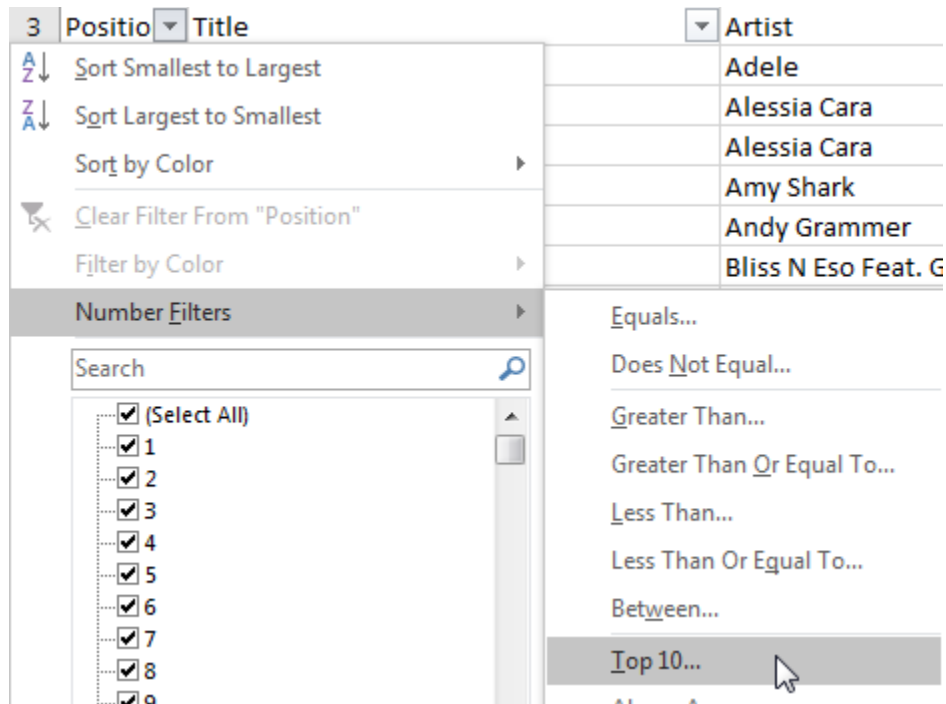 3 Positio Title Artist
Sort Smallest to Largest Adele
Sort Largest to Smallest Alessia Cara
Alessia Cara
Sort by Color Amy Shark
Clear Filter From "Position" Andy Grammer
Filter by Color Bliss N Eso Feat. G
Number Filters
Search
(Select All)
1
2
3
4
5
6
7
8
9
Equals...
Does Not Equal...
Greater Than...
Greater Than Or Equal To...
Less Than...
Less Than Or Equal To...
Between...
Top 10...